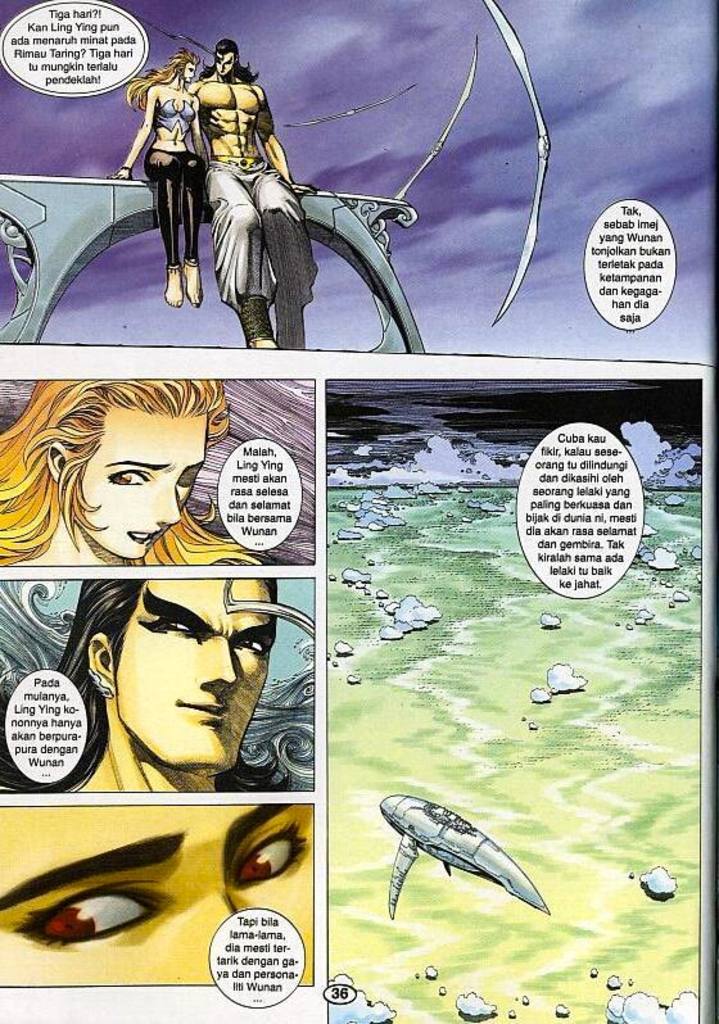 Tiga hari?!
Kan Ling Ying pun
ada menaruh minat pada
Rimau Taring? Tiga hari
tu mungkin terlalu
pendeklah!
Tak,
sebab imej
yang Wunan
tonjolkan bukan
terletak pada
ketampanan
dan kegaga-
han dia
saja
...
Malah,
Ling Ying
mesti akan
rasa selesa
dan selamat
bila bersama
Wunan
...
Pada
mulanya,
Ling Ying ko-
nonnya hanya
akan berpura-
pura dengan
Wunan
...
Tapi bila
lama-lama,
dia mesti ter-
tarik dengan ga-
ya dan persona-
liti Wunan
...
Cuba kau
fikir, kalau sese-
orang tu dilindungi
dan dikasihi oleh
seorang lelaki yang
paling berkuasa dan
bijak di dunia ni, mesti
dia akan rasa selamat
dan gembira. Tak
kiralah sama ada
lelaki tu baik
ke jahat.
36